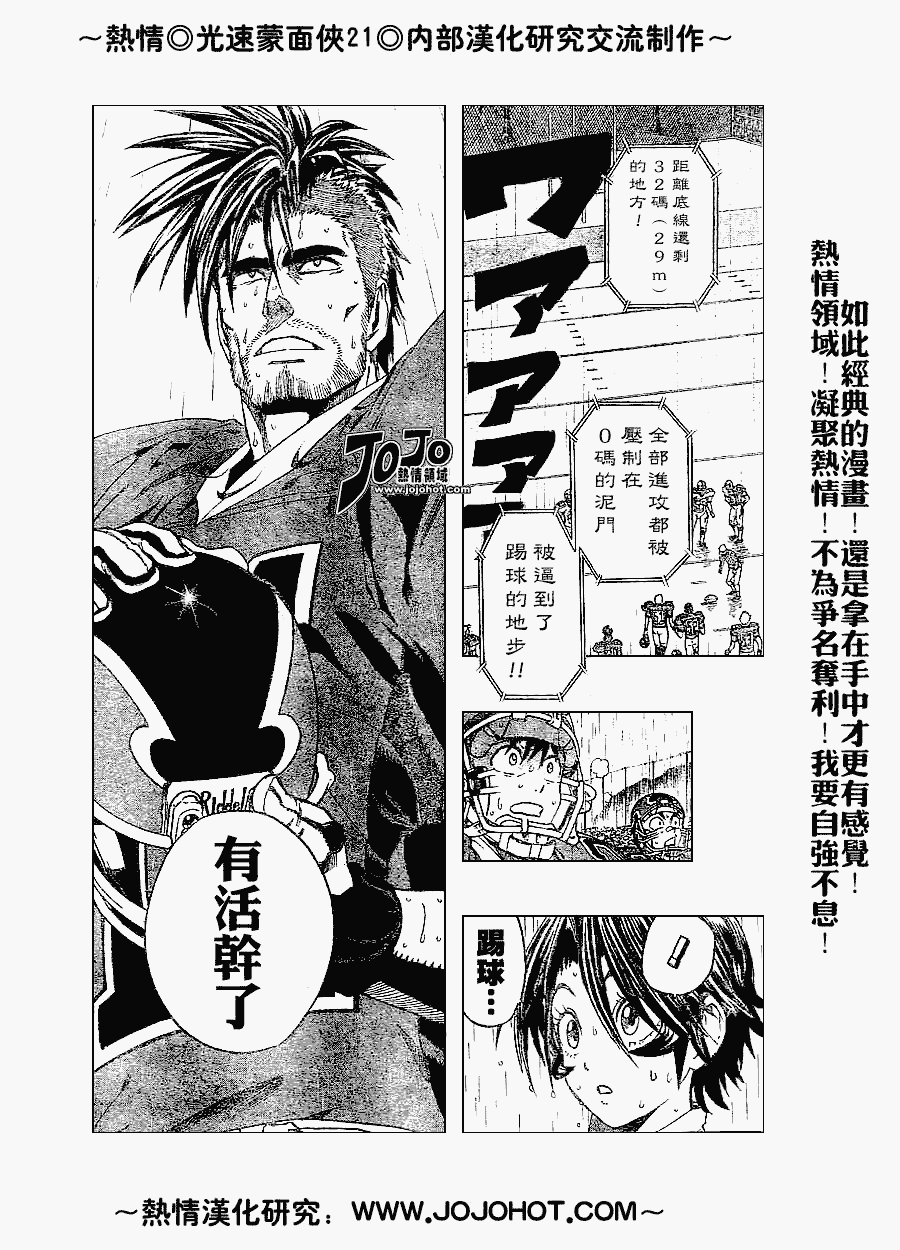 ～熱情◎光速蒙面俠21◎内部漢化研究交流制作～
距離底線還剩
32碼(29m)
的地方！
ワァァァ
全部進攻都被
壓制在
0碼的泥門
被逼到了
踢球的地步!!
！
踢球…
JOJO
熱情領域
www.jojohot.com
Riddell
有活幹了
如此經典的漫畫！還是拿在手中才更有感覺！
熱情領域！凝聚熱情！不為爭名奪利！我要自強不息！
～熱情漢化研究：WWW.JOJOHOT.COM～